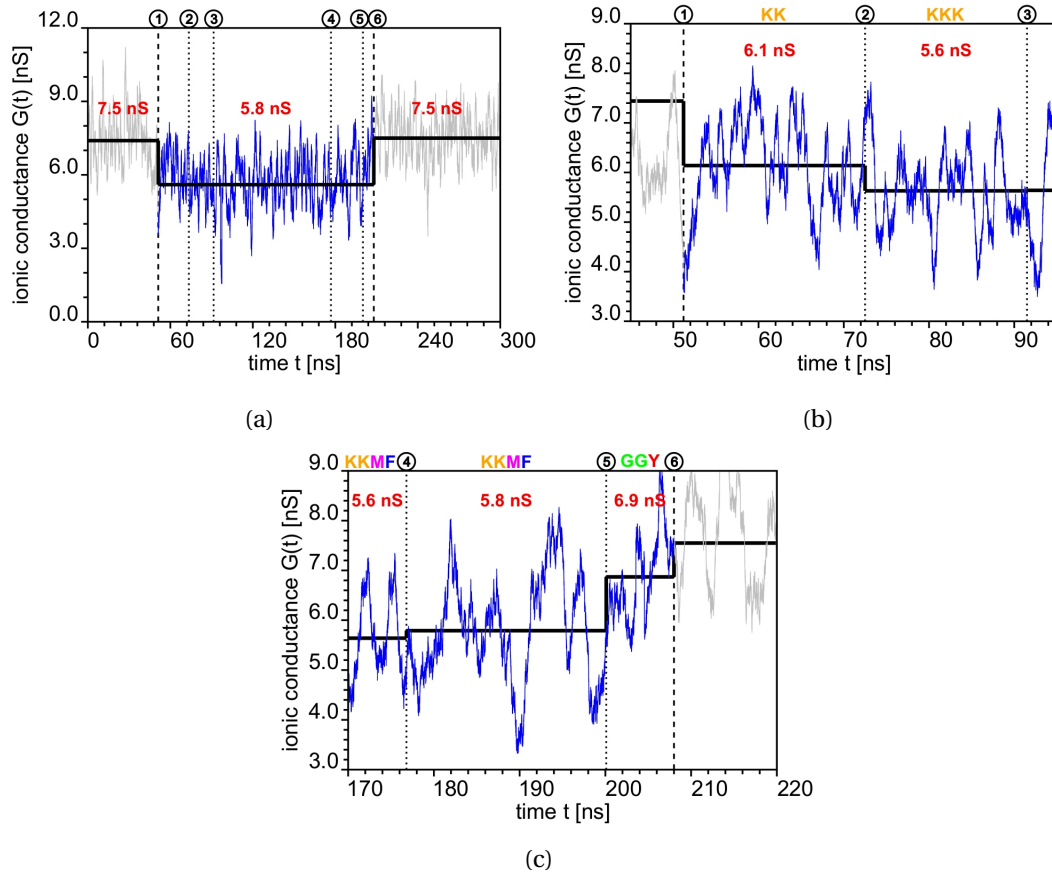 ① ② ③ ④ ⑤ ⑥
12.0
9.0
6.0
3.0
0.0
ionic conductance G(t) [nS]
7.5 nS 5.8 nS 7.5 nS
0 60 120 180 240 300
time t [ns]
(a)
① KK ② KKK ③
9.0
8.0
7.0
6.0
5.0
4.0
3.0
ionic conductance G(t) [nS]
6.1 nS 5.6 nS
50 60 70 80 90
time t [ns]
(b)
KKMF ④ KKMF ⑤ GGY ⑥
9.0
8.0
7.0
6.0
5.0
4.0
3.0
ionic conductance G(t) [nS]
5.6 nS 5.8 nS 6.9 nS
170 180 190 200 210 220
time t [ns]
(c)